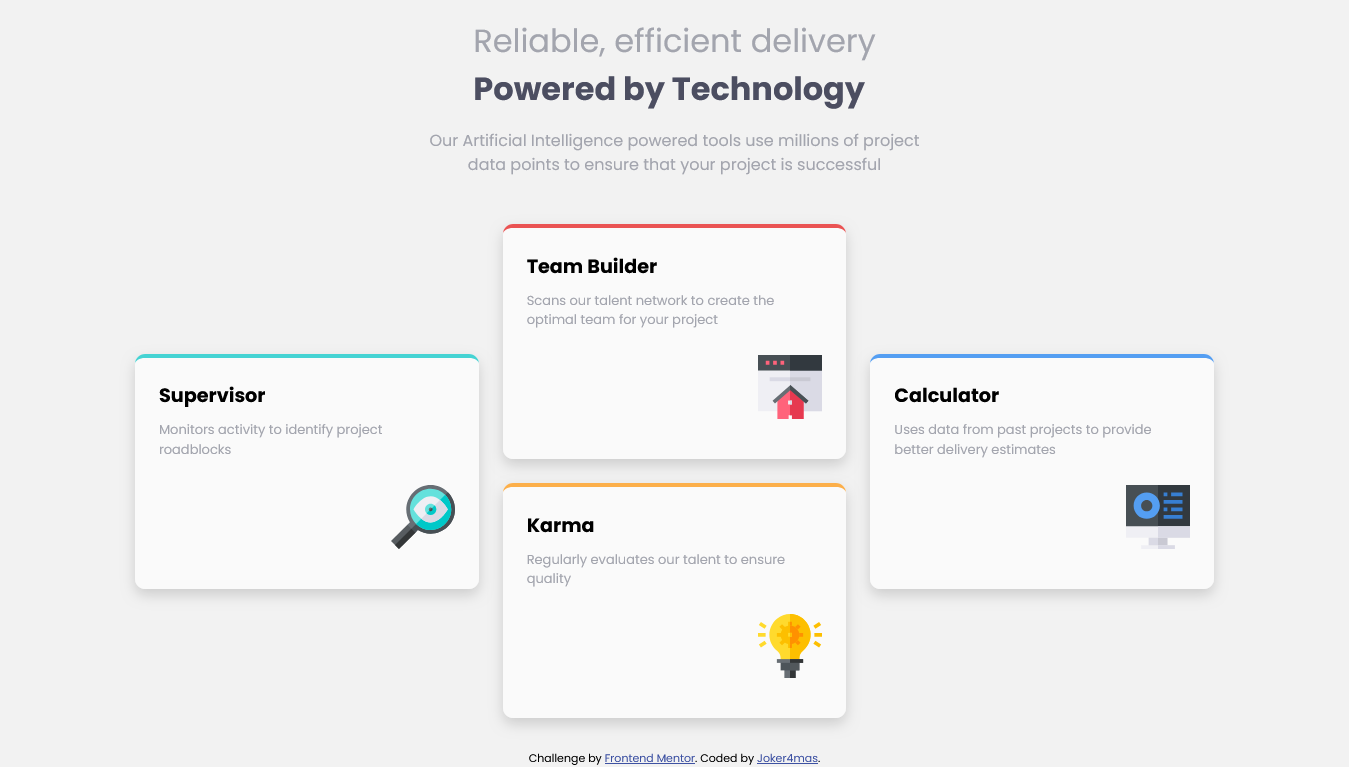 Reliable, efficient delivery
Powered by Technology
Our Artificial Intelligence powered tools use millions of project
data points to ensure that your project is successful
Team Builder
Scans our talent network to create the
optimal team for your project
Supervisor
Monitors activity to identify project
roadblocks
Calculator
Uses data from past projects to provide
better delivery estimates
Karma
Regularly evaluates our talent to ensure
quality
Challenge by Frontend Mentor. Coded by Joker4mas.